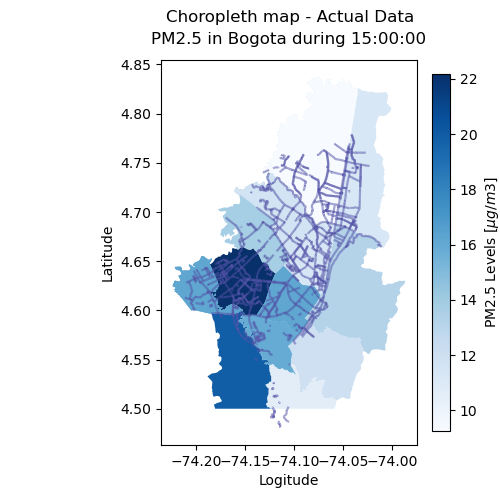 Choropleth map - Actual Data
PM2.5 in Bogota during 15:00:00
4.85
4.80
4.75
4.70
4.65
4.60
4.55
4.50
Latitude
−74.20 −74.15 −74.10 −74.05 −74.00
Logitude
22
20
18
16
14
12
10
PM2.5 Levels [μg/m3]